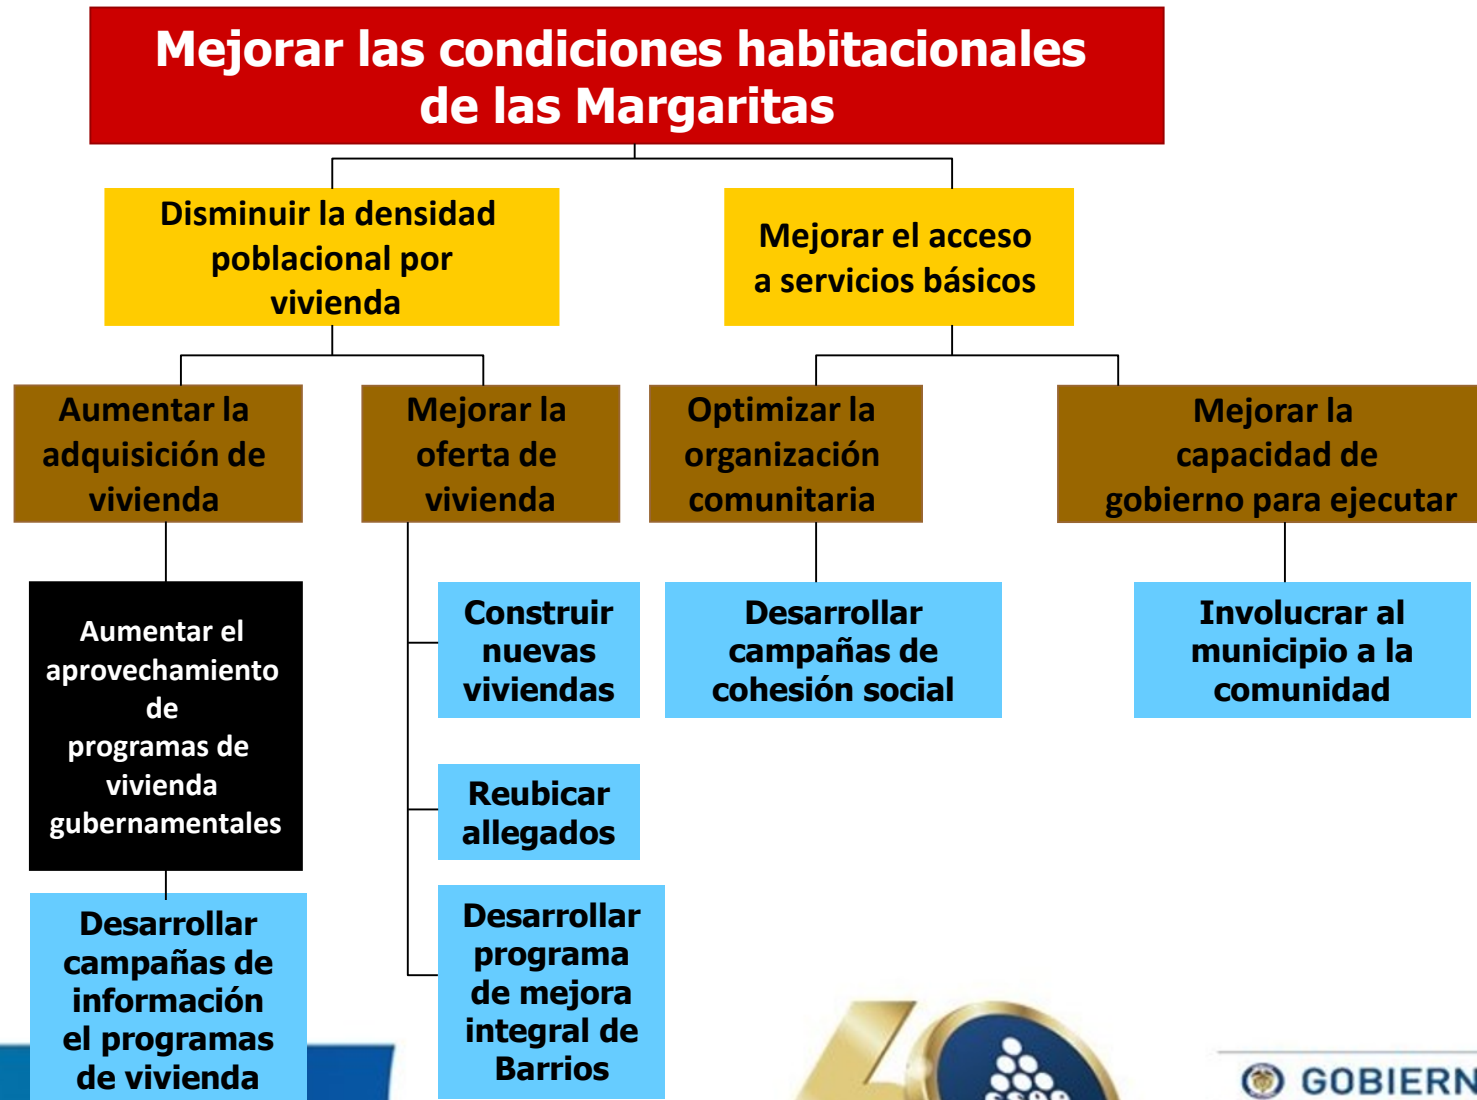 Mejorar las condiciones habitacionales
de las Margaritas
Disminuir la densidad
poblacional por
vivienda
Mejorar el acceso
a servicios básicos
Aumentar la
adquisición de
vivienda
Mejorar la
oferta de
vivienda
Optimizar la
organización
comunitaria
Mejorar la
capacidad de
gobierno para ejecutar
Aumentar el
aprovechamiento
de
programas de
vivienda
gubernamentales
Construir
nuevas
viviendas
Desarrollar
campañas de
cohesión social
Involucrar al
municipio a la
comunidad
Reubicar
allegados
Desarrollar
campañas de
información
el programas
de vivienda
Desarrollar
programa
de mejora
integral de
Barrios
60
GOBIERN